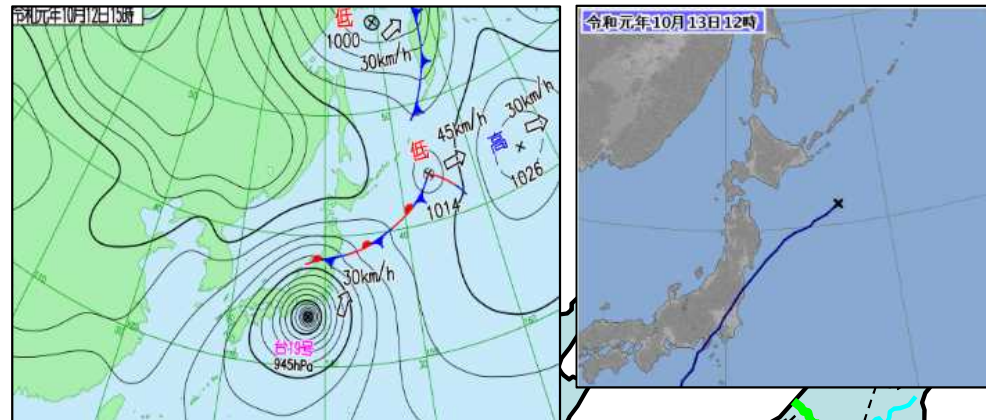 令和元年10月12日15時
低
1000
30km/h
45km/h
30km/h
高
1026
低
1014
30km/h
台19号
945hPa
50
40
令和元年10月13日12時